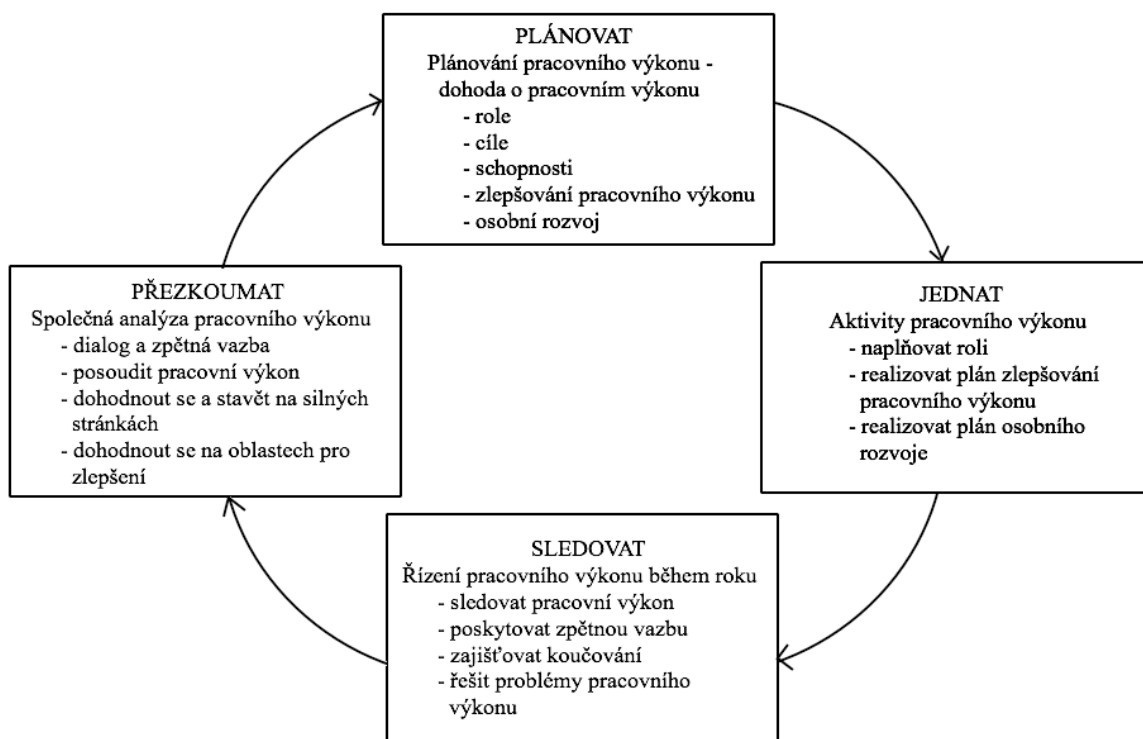 PLÁNOVAT
Plánování pracovního výkonu -
dohoda o pracovním výkonu
- role
- cíle
- schopnosti
- zlepšování pracovního výkonu
- osobní rozvoj
JEDNAT
Aktivity pracovního výkonu
- naplňovat roli
- realizovat plán zlepšování
pracovního výkonu
- realizovat plán osobního
rozvoje
SLEDOVAT
Řízení pracovního výkonu během roku
- sledovat pracovní výkon
- poskytovat zpětnou vazbu
- zajišťovat koučování
- řešit problémy pracovního
výkonu
PŘEZKOUMAT
Společná analýza pracovního výkonu
- dialog a zpětná vazba
- posoudit pracovní výkon
- dohodnout se a stavět na silných
stránkách
- dohodnout se na oblastech pro
zlepšení